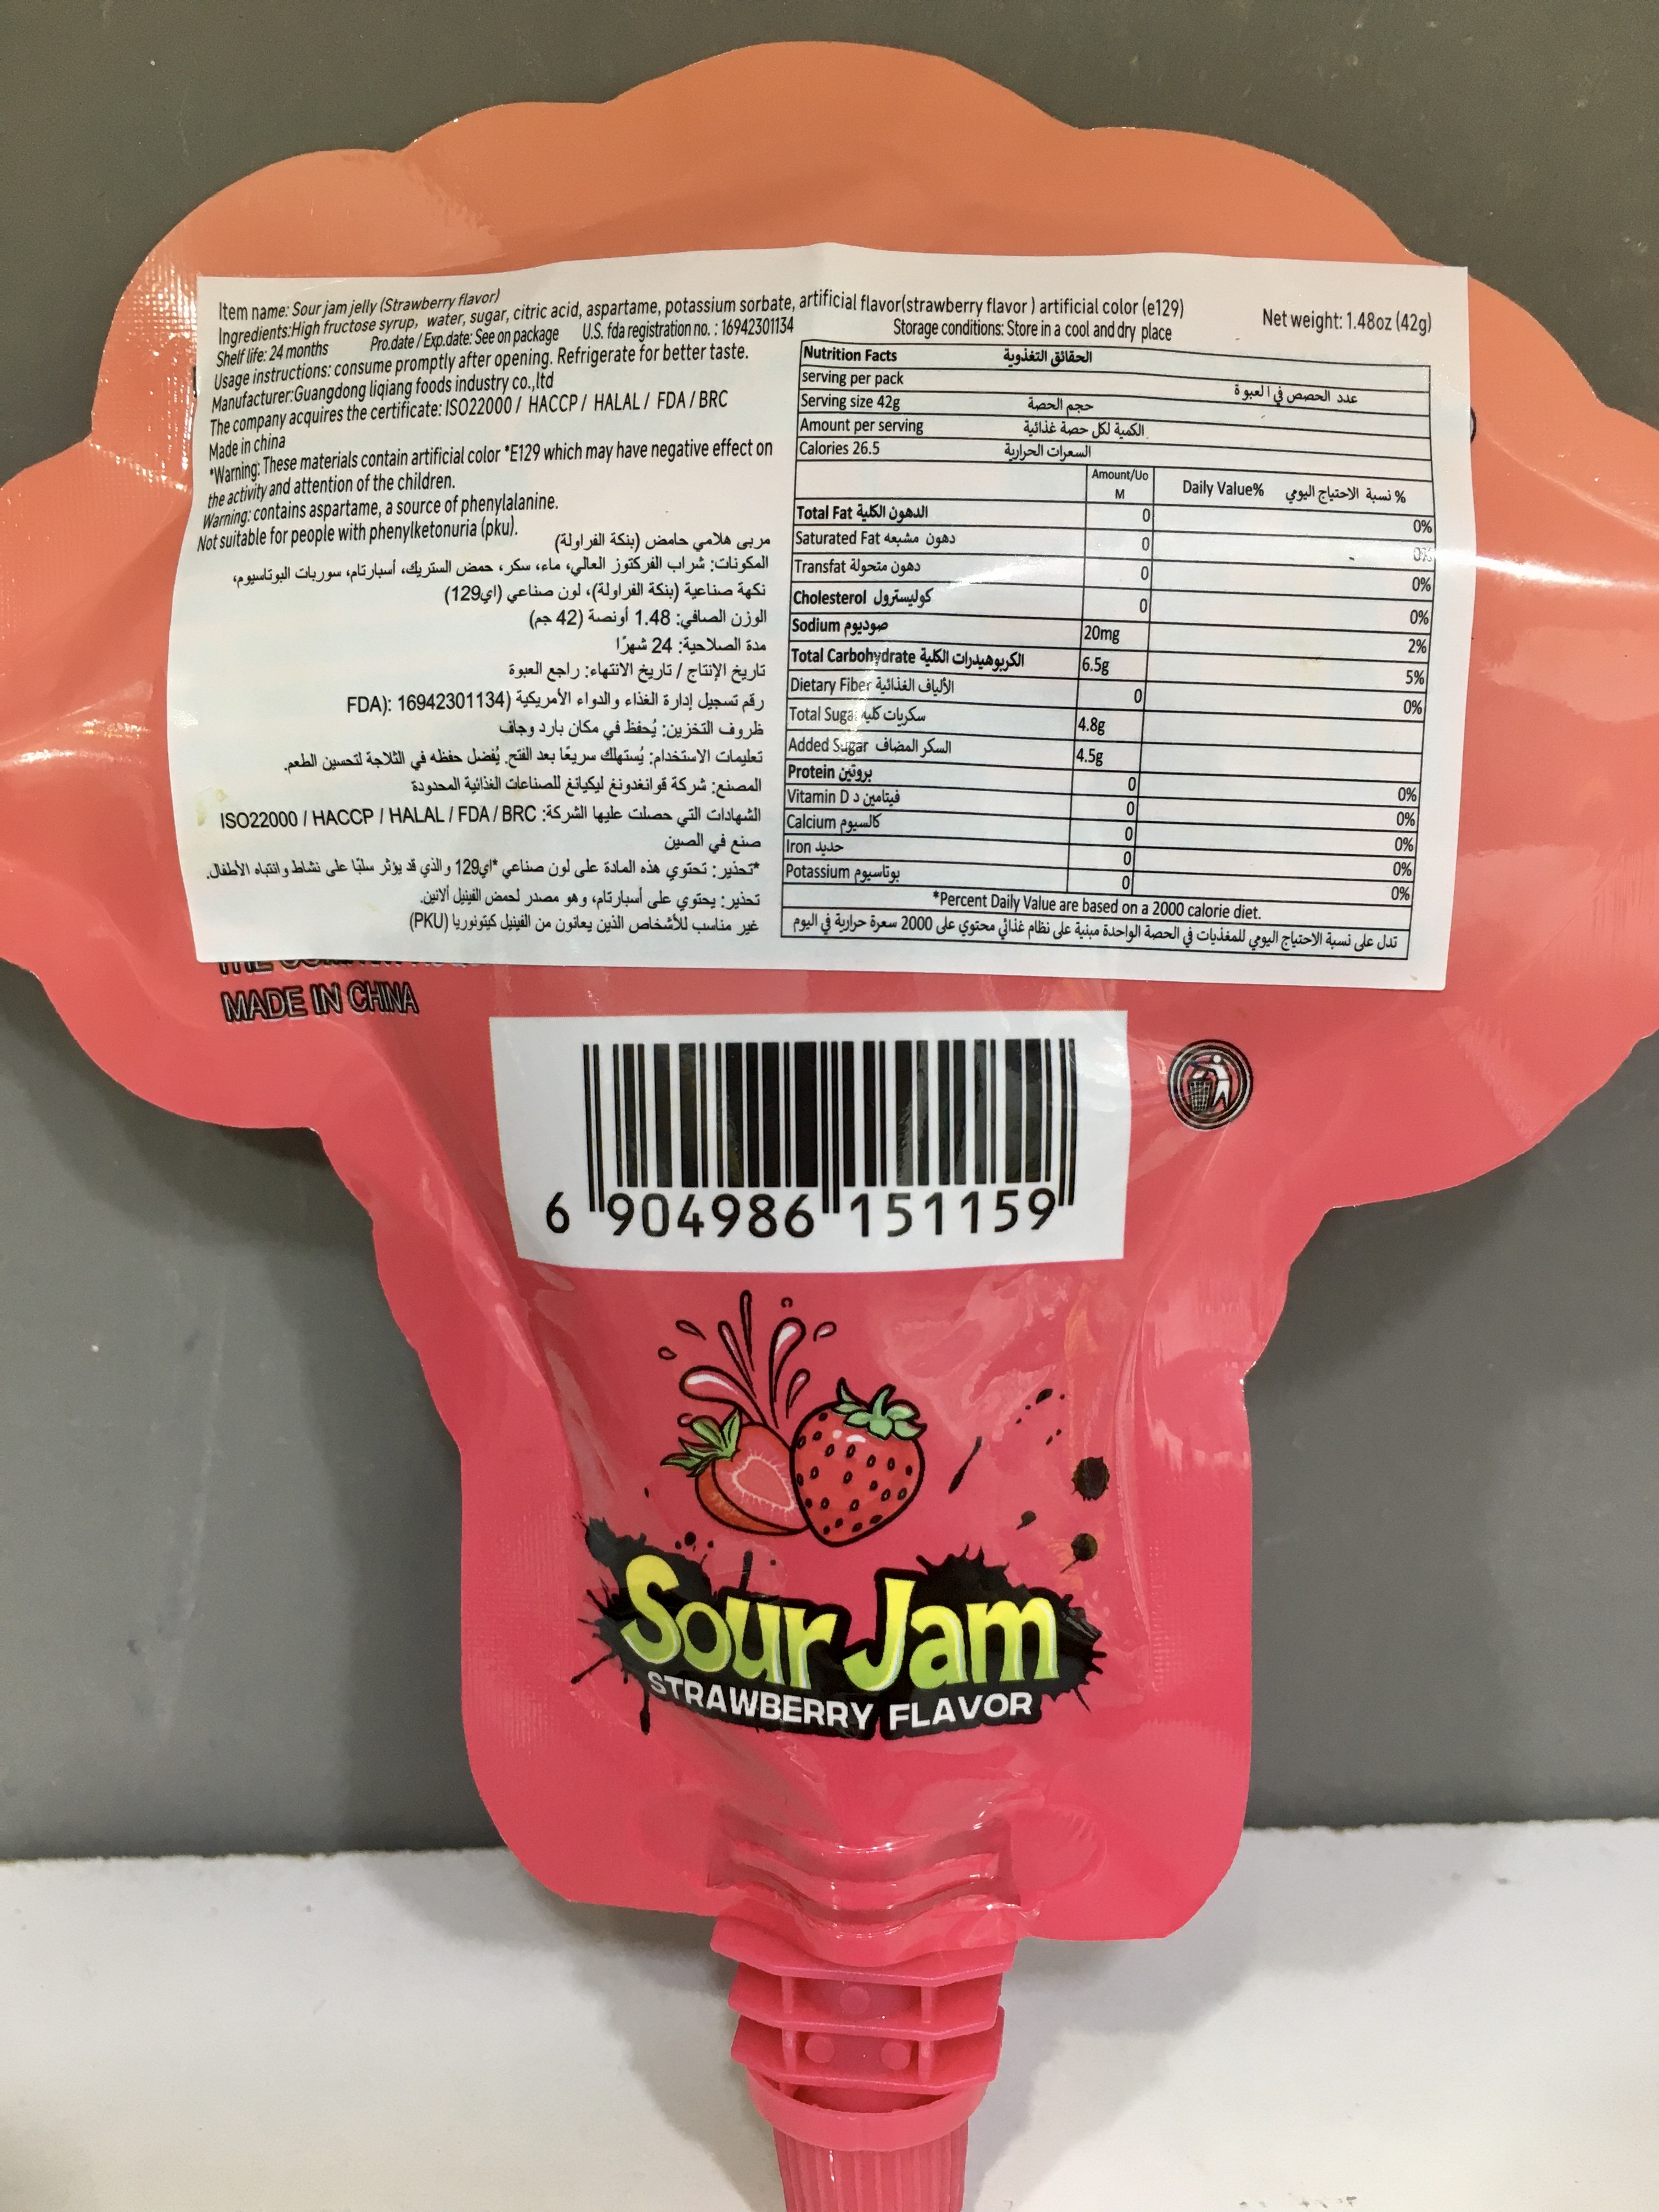 Item name: Sour jam jelly (Strawberry flavor)
Ingredients:High fructose syrup, water, sugar, citric acid, aspartame, potassium sorbate, artificial flavor(strawberry flavor ) artificial color (e129)
Net weight: 1.48oz (42g)
Shelf life: 24 months Pro.date / Exp.date: See on package U.S. fda registration no. : 16942301134 Storage conditions: Store in a cool and dry place
Usage instructions: consume promptly after opening. Refrigerate for better taste.
Manufacturer:Guangdong liqiang foods industry co.,ltd
The company acquires the certificate: ISO22000 / HACCP / HALAL / FDA / BRC
Made in china
*Warning: These materials contain artificial color *E129 which may have negative effect on
the activity and attention of the children.
Warning: contains aspartame, a source of phenylalanine.
Not suitable for people with phenylketonuria (pku).
مربى هلامي حامض (بنكة الفراولة)
المكونات: شراب الفركتوز العالي، ماء، سكر، حمض الستريك، أسبارتام، سوربات البوتاسيوم،
نكهة صناعية (بنكة الفراولة)، لون صناعي (اي129)
الوزن الصافي: 1.48 أونصة (42 جم)
مدة الصلاحية: 24 شهرًا
تاريخ الإنتاج / تاريخ الانتهاء: راجع العبوة
رقم تسجيل إدارة الغذاء والدواء الأمريكية (FDA): 16942301134
ظروف التخزين: يُحفظ في مكان بارد وجاف
تعليمات الاستخدام: يُستهلك سريعًا بعد الفتح. يُفضل حفظه في الثلاجة لتحسين الطعم.
المصنع: شركة قوانغدونغ ليكيانغ للصناعات الغذائية المحدودة
الشهادات التي حصلت عليها الشركة: ISO22000 / HACCP / HALAL / FDA / BRC
صنع في الصين
*تحذير: تحتوي هذه المادة على لون صناعي *اي129 والذي قد يؤثر سلبًا على نشاط وانتباه الأطفال.
تحذير: يحتوي على أسبارتام، وهو مصدر لحمض الفينيل ألانين.
غير مناسب للأشخاص الذين يعانون من الفينيل كيتونوريا (PKU)
Nutrition Facts الحقائق التغذوية
serving per pack عدد الحصص في العبوة
Serving size 42g حجم الحصة
Amount per serving الكمية لكل حصة غذائية
Calories 26.5 السعرات الحرارية
Amount/Uo
M
Daily Value% نسبة الاحتياج اليومي %
Total Fat الدهون الكلية 0 0%
Saturated Fat دهون مشبعه 0 0%
Transfat دهون متحولة 0 0%
Cholesterol كوليسترول 0 0%
Sodium صوديوم 20mg 2%
Total Carbohydrate الكربوهيدرات الكلية 6.5g 5%
Dietary Fiber الألياف الغذائية 0 0%
Total Sugar سكريات كليه 4.8g
Added Sugar السكر المضاف 4.5g
Protein بروتين 0 0%
Vitamin D فيتامين د 0 0%
Calcium كالسيوم 0 0%
Iron حديد 0 0%
Potassium بوتاسيوم 0 0%
*Percent Daily Value are based on a 2000 calorie diet.
تدل على نسبة الاحتياج اليومي للمغذيات في الحصة الواحدة مبنية على نظام غذائي محتوي على 2000 سعرة حرارية في اليوم
MADE IN CHINA
6 904986 151159
Sour Jam
STRAWBERRY FLAVOR